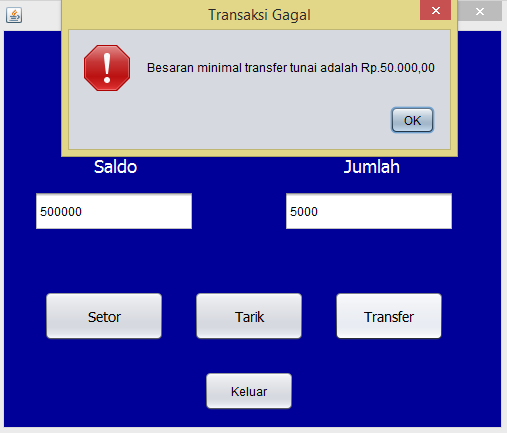 Transaksi Gagal
Besaran minimal transfer tunai adalah Rp.50.000,00
OK
Saldo
Jumlah
500000
5000
Setor
Tarik
Transfer
Keluar